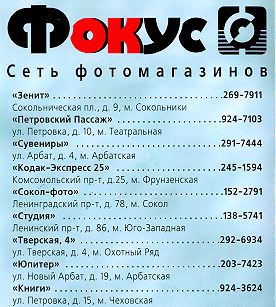 Фокус
Сеть фотомагазинов
«Зенит» 269-7911
Сокольническая пл., д. 9, м. Сокольники
«Петровский Пассаж» 924-7103
ул. Петровка, д. 10, м. Театральная
«Сувениры» 291-7444
ул. Арбат, д. 4, м. Арбатская
«Кодак-Экспресс 25» 245-1594
Комсомольский пр-т, д.25, м. Фрунзенская
«Сокол-фото» 152-2791
Ленинградский пр-т, д. 78, м. Сокол
«Студия» 138-5741
Ленинский пр-т, д. 86, м. Юго-Западная
«Тверская, 4» 292-6934
ул. Тверская, д. 4, м. Охотный Ряд
«Юпитер» 203-7423
ул. Новый Арбат, д. 19, м. Арбатская
«Книги» 924-3624
ул. Петровка, д. 15, м. Чеховская